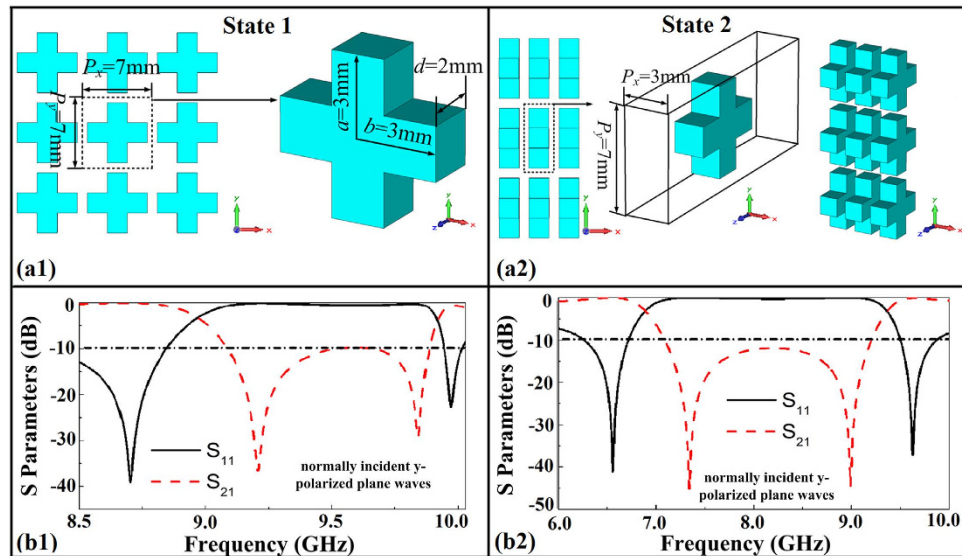 State 1
Px=7mm
Py=7mm
a=3mm
b=3mm
d=2mm
y
x
z
y
x
z
(a1)
State 2
Px=3mm
Py=7mm
y
x
z
y
x
z
y
x
z
(a2)
S Parameters (dB)
0
-10
-20
-30
-40
S11
S21
normally incident y-
polarized plane waves
8.5
9.0
9.5
10.0
Frequency (GHz)
(b1)
S Parameters (dB)
0
-10
-20
-30
-40
-50
S11
S21
normally incident y-
polarized plane waves
6.0
7.0
8.0
9.0
10.0
Frequency (GHz)
(b2)